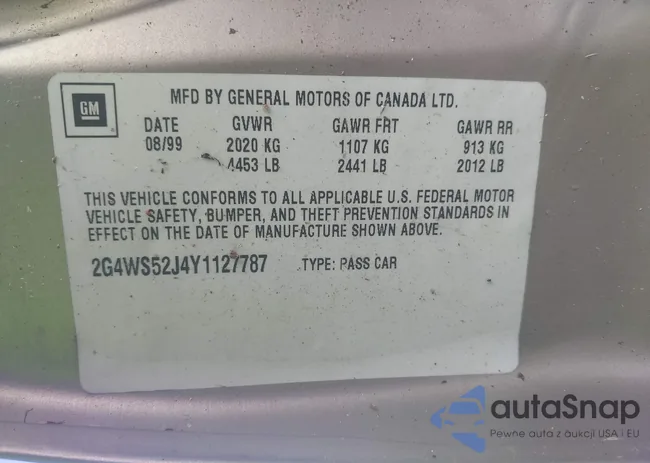 GM
MFD BY GENERAL MOTORS OF CANADA LTD.
DATE GVWR GAWR FRT GAWR RR
08/99 2020 KG 1107 KG 913 KG
4453 LB 2441 LB 2012 LB
THIS VEHICLE CONFORMS TO ALL APPLICABLE U.S. FEDERAL MOTOR
VEHICLE SAFETY, BUMPER, AND THEFT PREVENTION STANDARDS IN
EFFECT ON THE DATE OF MANUFACTURE SHOWN ABOVE.
2G4WS52J4Y1127787 TYPE: PASS CAR
autaSnap
Pewne auta z aukcji USA i EU